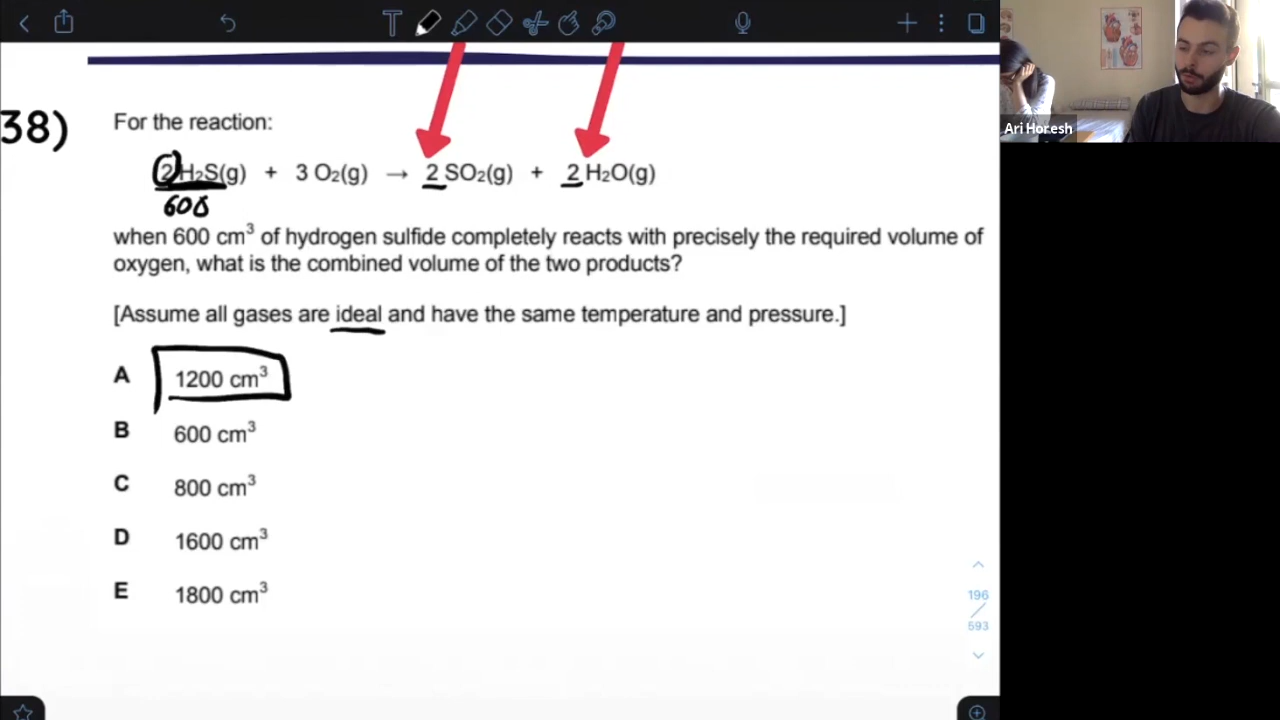 T
Ari Horesh
38)
For the reaction:
2 H₂S(g) + 3 O₂(g) → 2 SO₂(g) + 2 H₂O(g)
600
when 600 cm³ of hydrogen sulfide completely reacts with precisely the required volume of
oxygen, what is the combined volume of the two products?
[Assume all gases are ideal and have the same temperature and pressure.]
A 1200 cm³
B 600 cm³
C 800 cm³
D 1600 cm³
E 1800 cm³
196
593